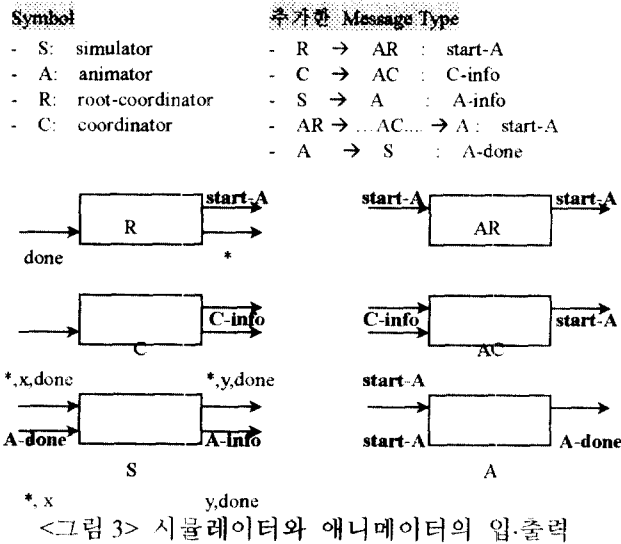 Symbol
- S: simulator
- A: animator
- R: root-coordinator
- C: coordinator
추가한 Message Type
- R → AR : start-A
- C → AC : C-info
- S → A : A-info
- AR → ...AC.... → A : start-A
- A → S : A-done
start-A
R
done
*
start-A
start-A
AR
C-info
C
C-info
start-A
AC
*,x,done
*,y,done
A-done
A-info
S
start-A
start-A
A-done
A
*, x
y,done
<그림 3> 시뮬레이터와 애니메이터의 입·출력